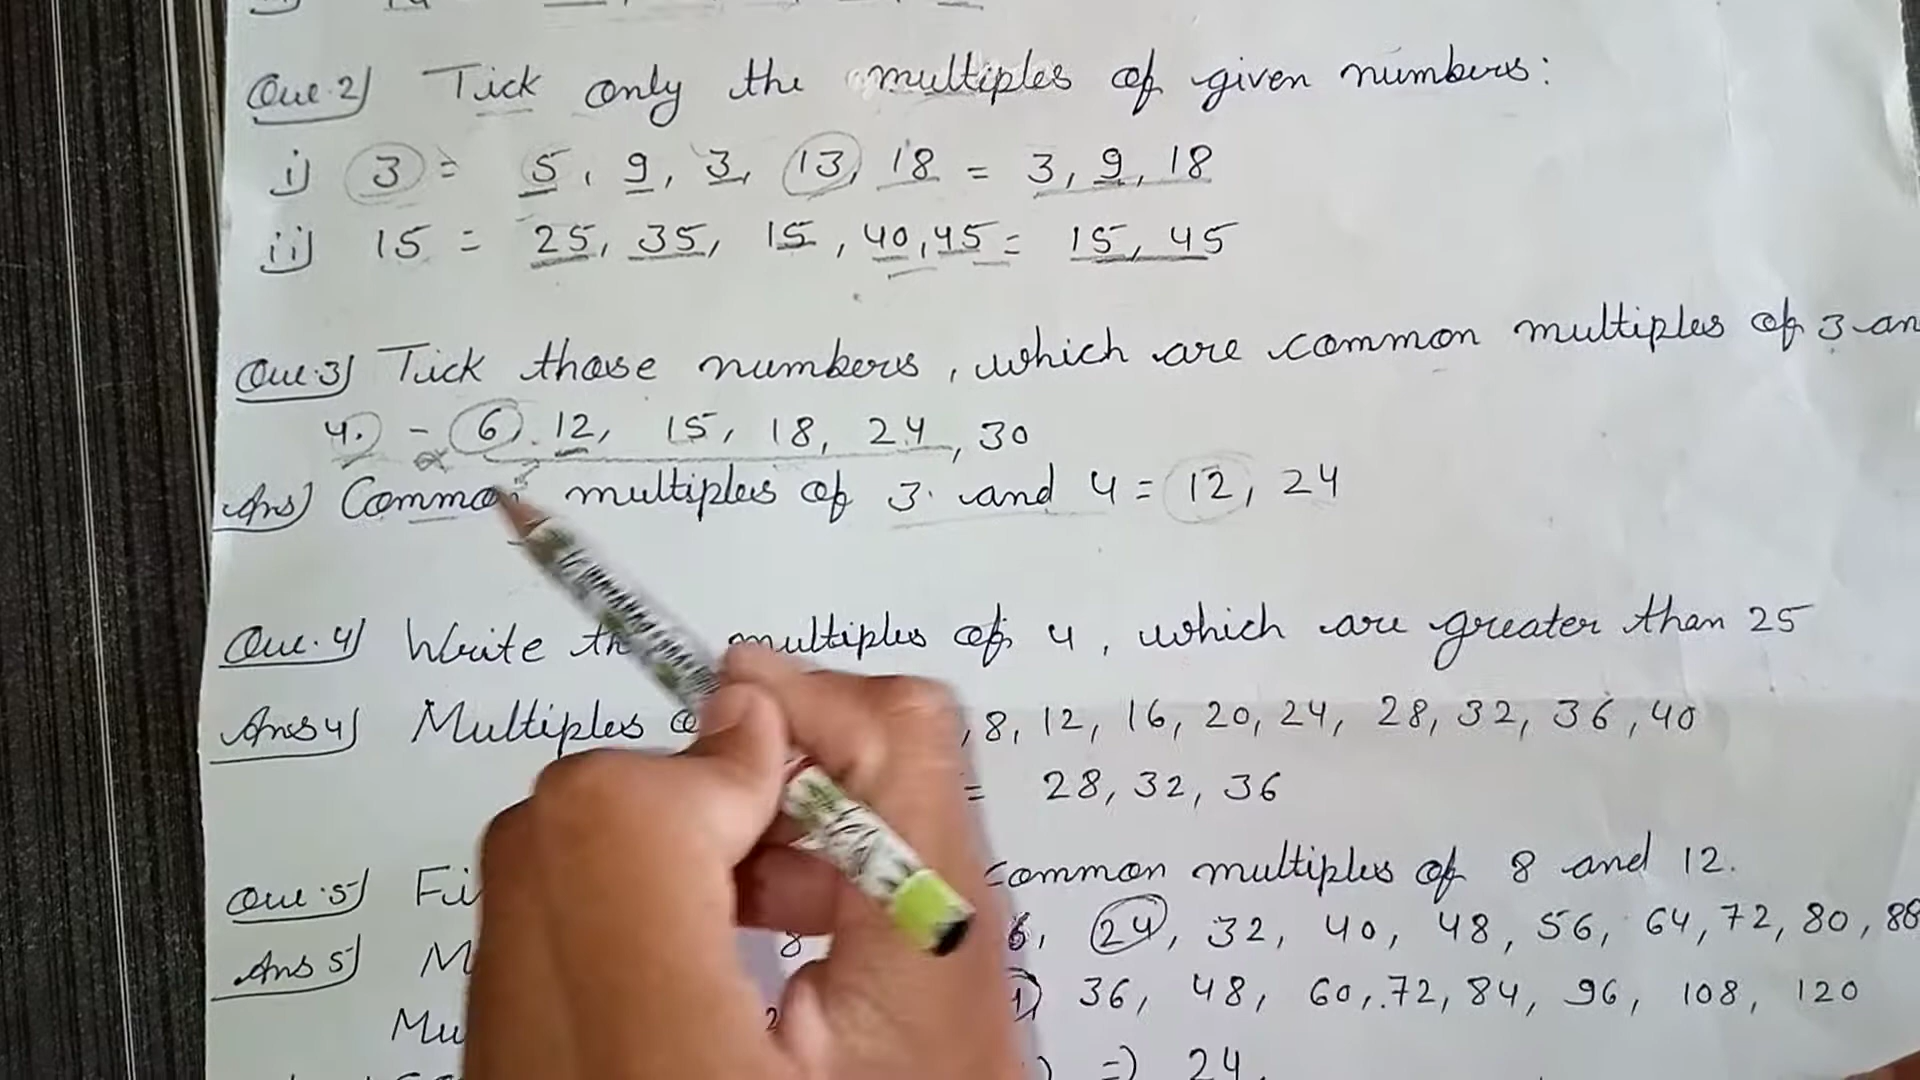 Que.2) Tick only the multiples of given numbers:
i) 3 = 5, 9, 3, 13, 18 = 3, 9, 18
ii) 15 = 25, 35, 15, 40, 45 = 15, 45
Que.3) Tick those numbers, which are common multiples of 3 an
4. - 6. 12, 15, 18, 24, 30
Ans) Common multiples of 3 and 4 = 12, 24
Que.4) Write multiples of 4, which are greater than 25
Ans4) Multiples , 8, 12, 16, 20, 24, 28, 32, 36, 40
= 28, 32, 36
Que.5) common multiples of 8 and 12.
Ans 5) 8 6, 24, 32, 40, 48, 56, 64, 72, 80, 88
36, 48, 60, 72, 84, 96, 108, 120
=) 24.